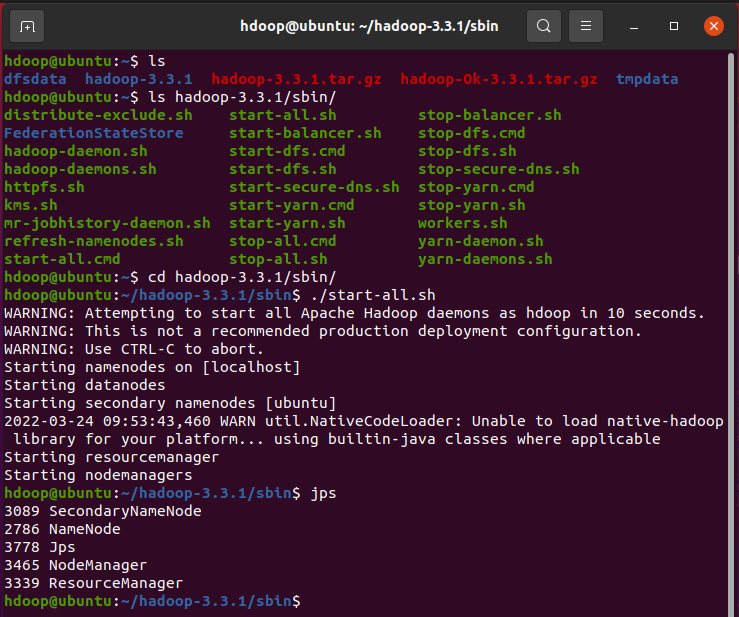 hdoop@ubuntu: ~/hadoop-3.3.1/sbin
hdoop@ubuntu:~$ ls
dfsdata  hadoop-3.3.1  hadoop-3.3.1.tar.gz  hadoop-Ok-3.3.1.tar.gz  tmpdata
hdoop@ubuntu:~$ ls hadoop-3.3.1/sbin/
distribute-exclude.sh    start-all.sh         stop-balancer.sh
FederationStateStore     start-balancer.sh    stop-dfs.cmd
hadoop-daemon.sh         start-dfs.cmd        stop-dfs.sh
hadoop-daemons.sh        start-dfs.sh         stop-secure-dns.sh
httpfs.sh                start-secure-dns.sh  stop-yarn.cmd
kms.sh                   start-yarn.cmd       stop-yarn.sh
mr-jobhistory-daemon.sh  start-yarn.sh        workers.sh
refresh-namenodes.sh     stop-all.cmd         yarn-daemon.sh
start-all.cmd            stop-all.sh          yarn-daemons.sh
hdoop@ubuntu:~$ cd hadoop-3.3.1/sbin/
hdoop@ubuntu:~/hadoop-3.3.1/sbin$ ./start-all.sh
WARNING: Attempting to start all Apache Hadoop daemons as hdoop in 10 seconds.
WARNING: This is not a recommended production deployment configuration.
WARNING: Use CTRL-C to abort.
Starting namenodes on [localhost]
Starting datanodes
Starting secondary namenodes [ubuntu]
2022-03-24 09:53:43,460 WARN util.NativeCodeLoader: Unable to load native-hadoop
 library for your platform... using builtin-java classes where applicable
Starting resourcemanager
Starting nodemanagers
hdoop@ubuntu:~/hadoop-3.3.1/sbin$ jps
3089 SecondaryNameNode
2786 NameNode
3778 Jps
3465 NodeManager
3339 ResourceManager
hdoop@ubuntu:~/hadoop-3.3.1/sbin$